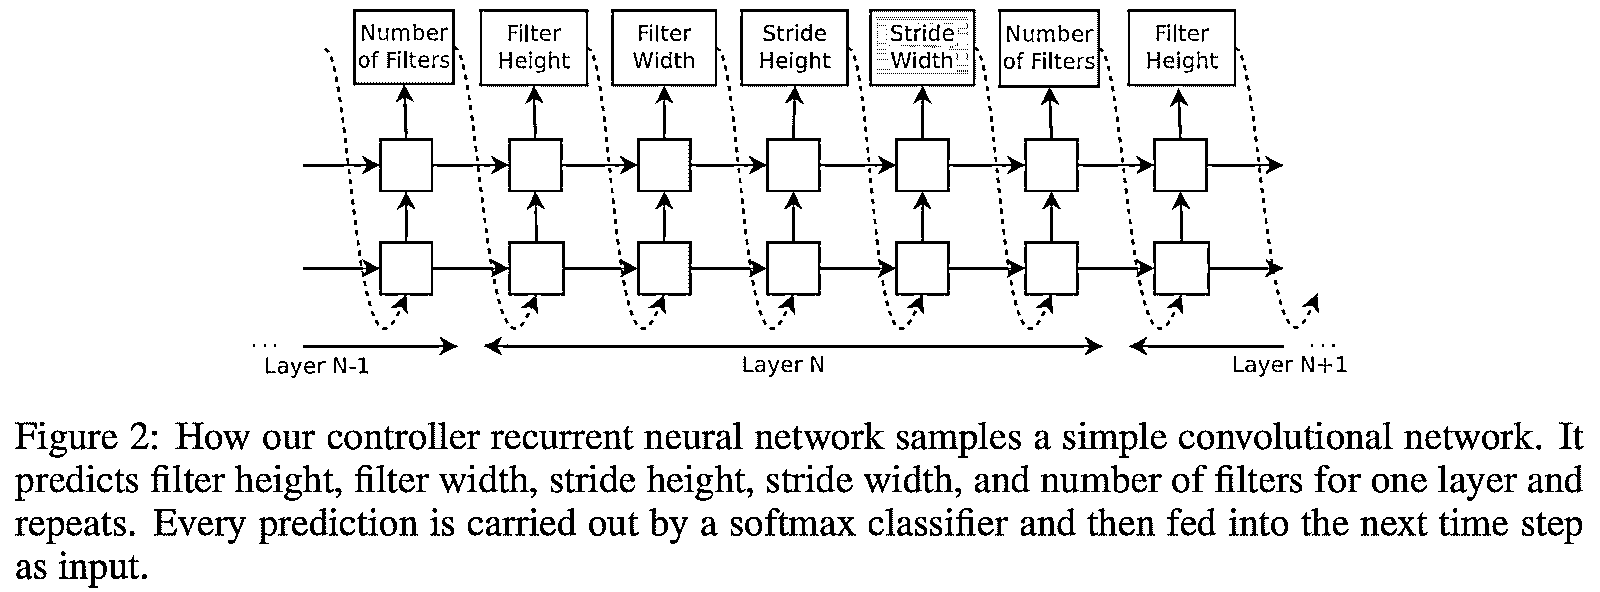 Number of Filters
Filter Height
Filter Width
Stride Height
Stride Width
Number of Filters
Filter Height
... Layer N-1
Layer N
Layer N+1 ...
Figure 2: How our controller recurrent neural network samples a simple convolutional network. It
predicts filter height, filter width, stride height, stride width, and number of filters for one layer and
repeats. Every prediction is carried out by a softmax classifier and then fed into the next time step
as input.